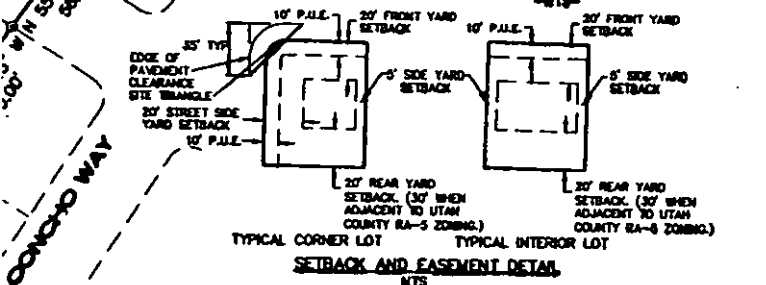 10' P.U.E.
20' FRONT YARD
SETBACK
35' TYP
EDGE OF
PAVEMENT
CLEARANCE
SITE TRIANGLE
20' STREET SIDE
YARD SETBACK
10' P.U.E.
5' SIDE YARD
SETBACK
20' REAR YARD
SETBACK. (30' WHEN
ADJACENT TO UTAH
COUNTY RA-5 ZONING.)
TYPICAL CORNER LOT
10' P.U.E.
20' FRONT YARD
SETBACK
5' SIDE YARD
SETBACK
20' REAR YARD
SETBACK. (30' WHEN
ADJACENT TO UTAH
COUNTY RA-5 ZONING.)
TYPICAL INTERIOR LOT
SETBACK AND EASEMENT DETAIL
NTS
CONCHO WAY